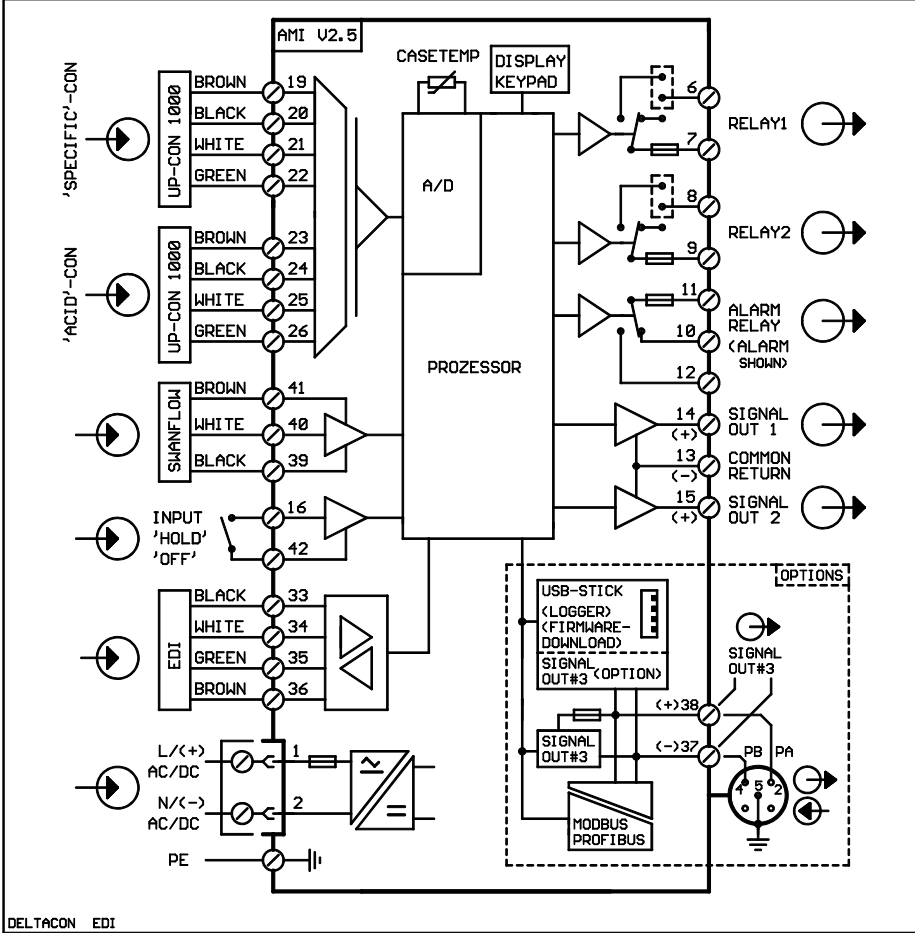 AMI V2.5
CASETEMP
DISPLAY
KEYPAD
'SPECIFIC'-CON
UP-CON 1000
BROWN 19
BLACK 20
WHITE 21
GREEN 22
'ACID'-CON
UP-CON 1000
BROWN 23
BLACK 24
WHITE 25
GREEN 26
A/D
PROZESSOR
6
7
RELAY1
8
9
RELAY2
11
10
12
ALARM
RELAY
(ALARM
SHOWN)
SWANFLOW
BROWN 41
WHITE 40
BLACK 39
14
(+)
SIGNAL
OUT 1
13
(-)
COMMON
RETURN
15
(+)
SIGNAL
OUT 2
INPUT
'HOLD'
'OFF'
16
42
EDI
BLACK 33
WHITE 34
GREEN 35
BROWN 36
OPTIONS
USB-STICK
(LOGGER)
(FIRMWARE-
DOWNLOAD)
SIGNAL
OUT#3 (OPTION)
SIGNAL
OUT#3
(+)38
(-)37
SIGNAL
OUT#3
PB PA
4 5 2
MODBUS
PROFIBUS
L/(+)
AC/DC
1
N/(-)
AC/DC
2
PE
DELTACON EDI